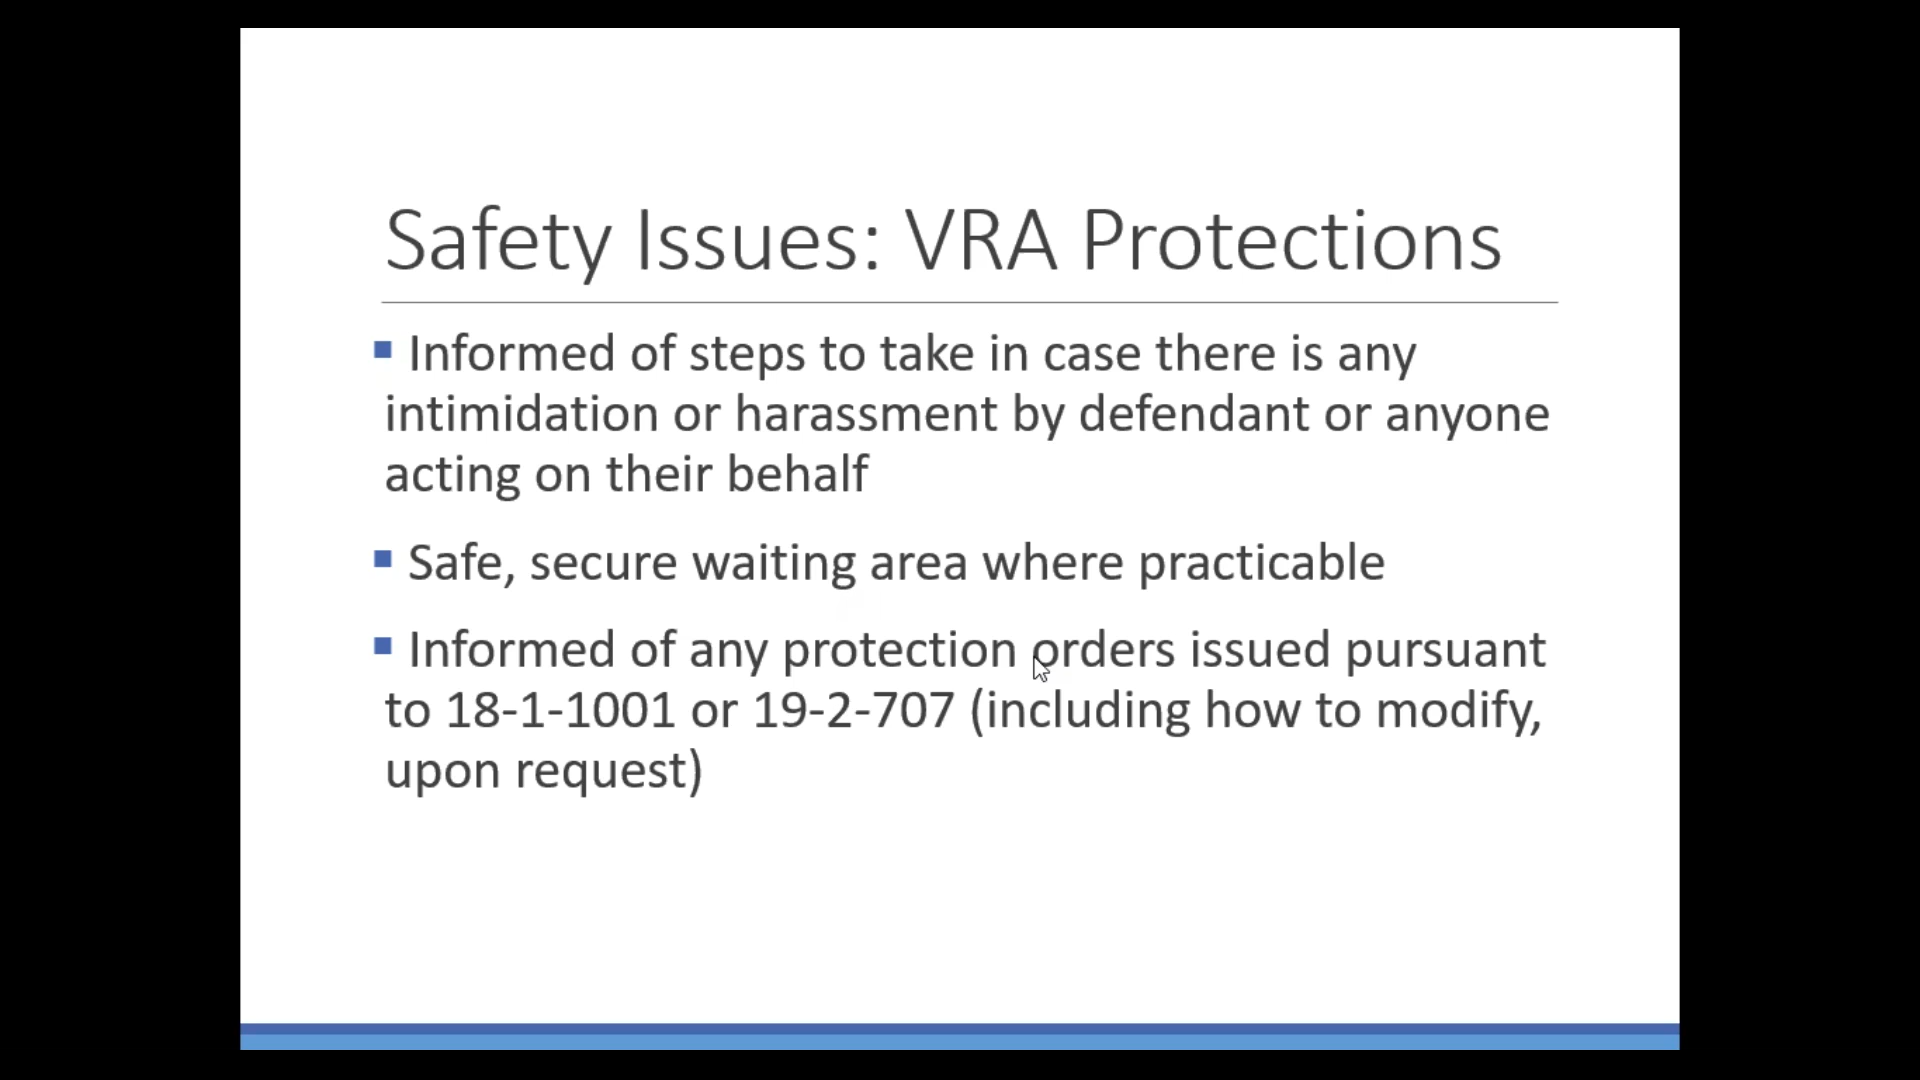 Safety Issues: VRA Protections
▪ Informed of steps to take in case there is any
intimidation or harassment by defendant or anyone
acting on their behalf
▪ Safe, secure waiting area where practicable
▪ Informed of any protection orders issued pursuant
to 18-1-1001 or 19-2-707 (including how to modify,
upon request)